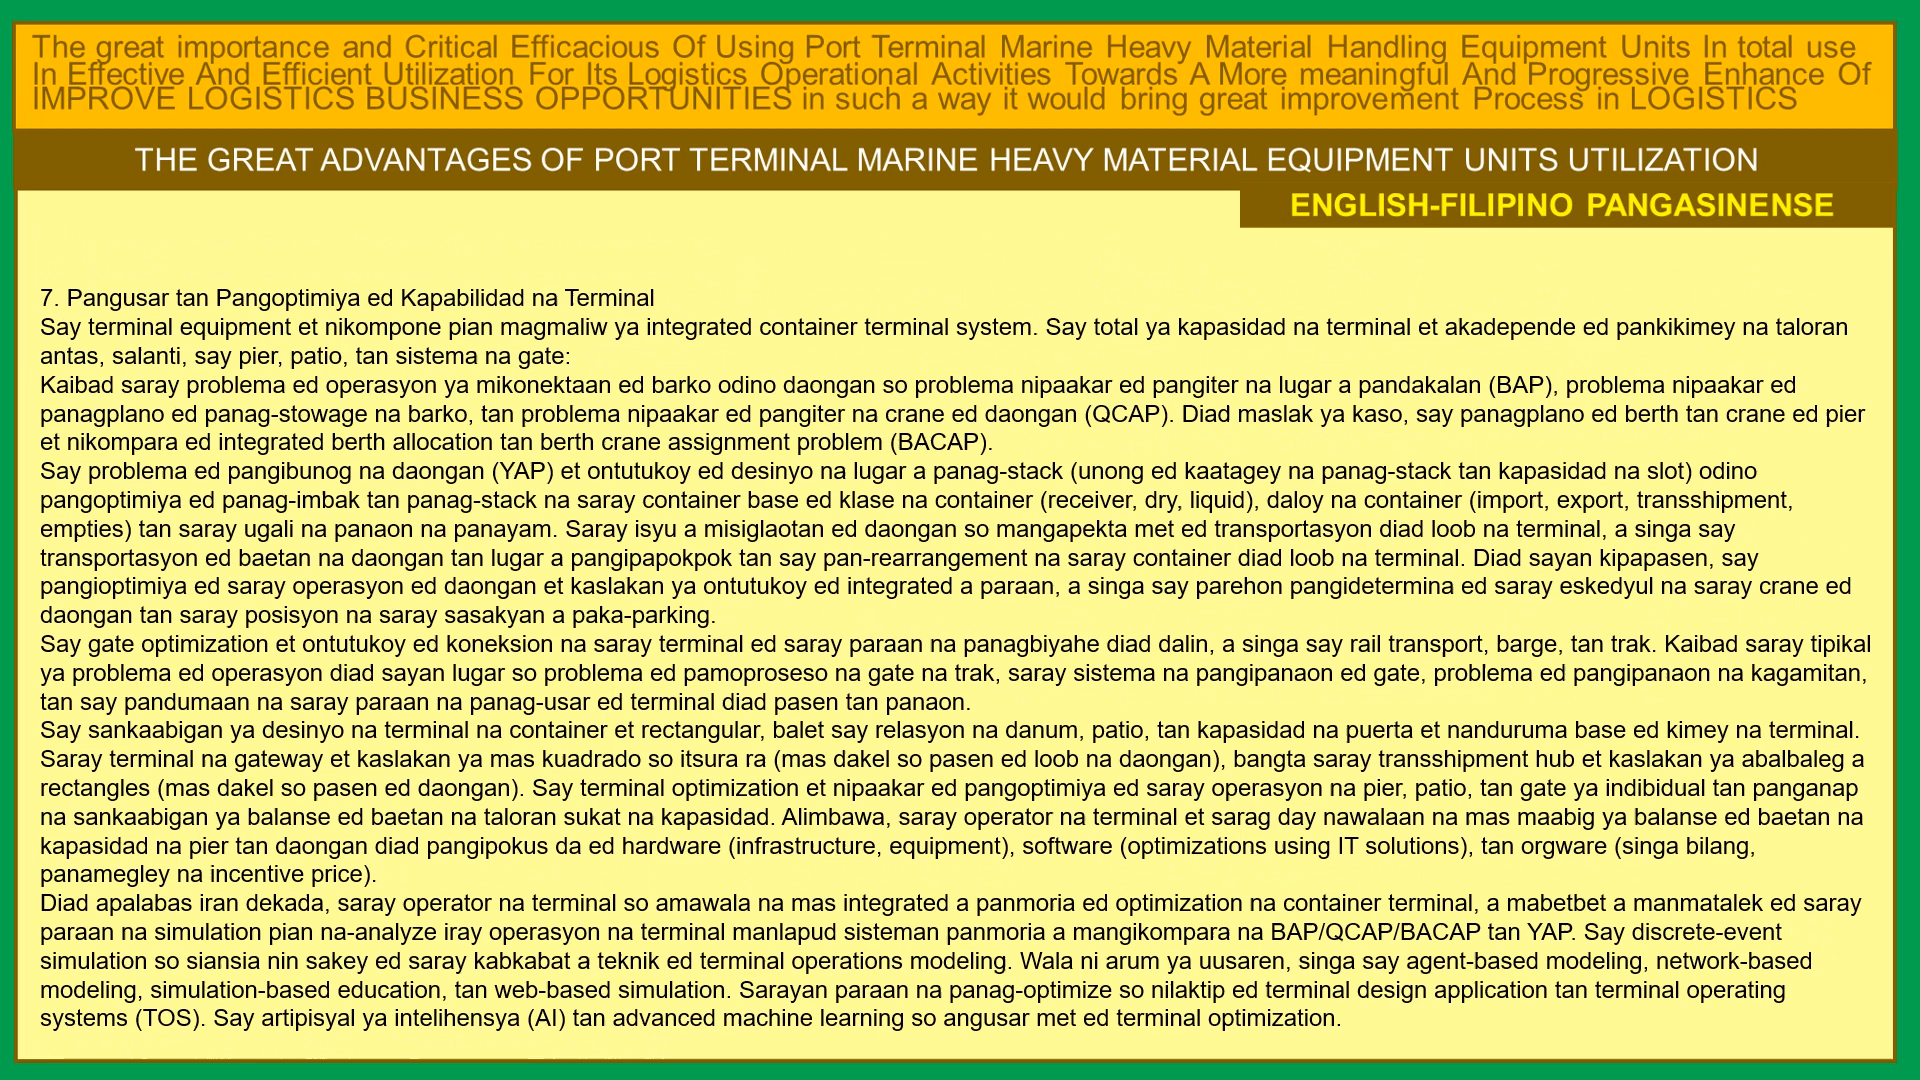 The great importance and Critical Efficacious Of Using Port Terminal Marine Heavy Material Handling Equipment Units In total use
In Effective And Efficient Utilization For Its Logistics Operational Activities Towards A More meaningful And Progressive Enhance Of
IMPROVE LOGISTICS BUSINESS OPPORTUNITIES in such a way it would bring great improvement Process in LOGISTICS
THE GREAT ADVANTAGES OF PORT TERMINAL MARINE HEAVY MATERIAL EQUIPMENT UNITS UTILIZATION
ENGLISH-FILIPINO PANGASINENSE
7. Pangusar tan Pangoptimiya ed Kapabilidad na Terminal
Say terminal equipment et nikompone pian magmaliw ya integrated container terminal system. Say total ya kapasidad na terminal et akadepende ed pankikimey na taloran
antas, salanti, say pier, patio, tan sistema na gate:
Kaibad saray problema ed operasyon ya mikonektaan ed barko odino daongan so problema nipaakar ed pangiter na lugar a pandakalan (BAP), problema nipaakar ed
panagplano ed panag-stowage na barko, tan problema nipaakar ed pangiter na crane ed daongan (QCAP). Diad maslak ya kaso, say panagplano ed berth tan crane ed pier
et nikompara ed integrated berth allocation tan berth crane assignment problem (BACAP).
Say problema ed pangibunog na daongan (YAP) et ontutukoy ed desinyo na lugar a panag-stack (unong ed kaatagey na panag-stack tan kapasidad na slot) odino
pangoptimiya ed panag-imbak tan panag-stack na saray container base ed klase na container (receiver, dry, liquid), daloy na container (import, export, transshipment,
empties) tan saray ugali na panaon na panayam. Saray isyu a misiglaotan ed daongan so mangapekta met ed transportasyon diad loob na terminal, a singa say
transportasyon ed baetan na daongan tan lugar a pangipapokpok tan say pan-rearrangement na saray container diad loob na terminal. Diad sayan kipapasen, say
pangioptimiya ed saray operasyon ed daongan et kaslakan ya ontutukoy ed integrated a paraan, a singa say parehon pangidetermina ed saray eskedyul na saray crane ed
daongan tan saray posisyon na saray sasakyan a paka-parking.
Say gate optimization et ontutukoy ed koneksion na saray terminal ed saray paraan na panagbiyahe diad dalin, a singa say rail transport, barge, tan trak. Kaibad saray tipikal
ya problema ed operasyon diad sayan lugar so problema ed pamoproseso na gate na trak, saray sistema na pangipanaon ed gate, problema ed pangipanaon na kagamitan,
tan say pandumaan na saray paraan na panag-usar ed terminal diad pasen tan panaon.
Say sankaabigan ya desinyo na terminal na container et rectangular, balet say relasyon na danum, patio, tan kapasidad na puerta et nanduruma base ed kimey na terminal.
Saray terminal na gateway et kaslakan ya mas kuadrado so itsura ra (mas dakel so pasen ed loob na daongan), bangta saray transshipment hub et kaslakan ya abalbaleg a
rectangles (mas dakel so pasen ed daongan). Say terminal optimization et nipaakar ed pangoptimiya ed saray operasyon na pier, patio, tan gate ya indibidual tan panganap
na sankaabigan ya balanse ed baetan na taloran sukat na kapasidad. Alimbawa, saray operator na terminal et sarag day nawalaan na mas maabig ya balanse ed baetan na
kapasidad na pier tan daongan diad pangipokus da ed hardware (infrastructure, equipment), software (optimizations using IT solutions), tan orgware (singa bilang,
panamegley na incentive price).
Diad apalabas iran dekada, saray operator na terminal so amawala na mas integrated a panmoria ed optimization na container terminal, a mabetbet a manmatalek ed saray
paraan na simulation pian na-analyze iray operasyon na terminal manlapud sisteman panmoria a mangikompara na BAP/QCAP/BACAP tan YAP. Say discrete-event
simulation so siansia nin sakey ed saray kabkabat a teknik ed terminal operations modeling. Wala ni arum ya uusaren, singa say agent-based modeling, network-based
modeling, simulation-based education, tan web-based simulation. Sarayan paraan na panag-optimize so nilaktip ed terminal design application tan terminal operating
systems (TOS). Say artipisyal ya intelihensya (AI) tan advanced machine learning so angusar met ed terminal optimization.